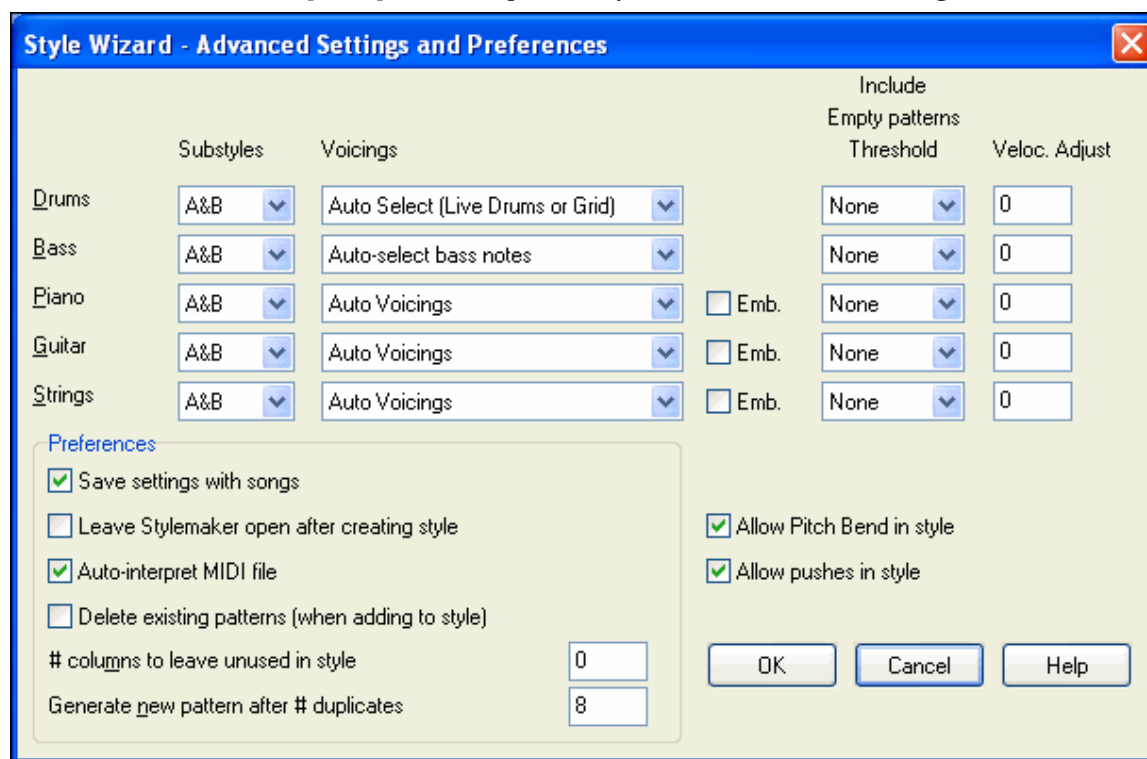 Style Wizard - Advanced Settings and Preferences
Include
Empty patterns
Substyles Voicings Threshold Veloc. Adjust
Drums A&B Auto Select (Live Drums or Grid) None 0
Bass A&B Auto-select bass notes None 0
Piano A&B Auto Voicings Emb. None 0
Guitar A&B Auto Voicings Emb. None 0
Strings A&B Auto Voicings Emb. None 0
Preferences
Save settings with songs
Leave Stylemaker open after creating style Allow Pitch Bend in style
Auto-interpret MIDI file Allow pushes in style
Delete existing patterns (when adding to style)
# columns to leave unused in style 0 OK Cancel Help
Generate new pattern after # duplicates 8